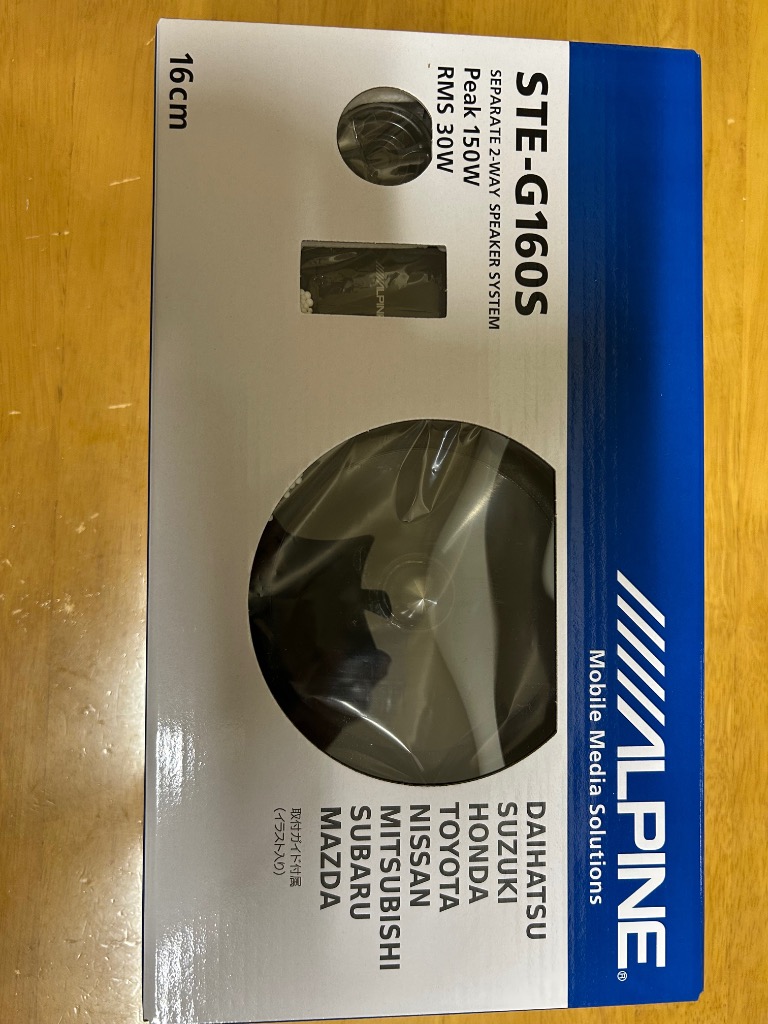 ALPINE®
Mobile Media Solutions
STE-G160S
SEPARATE 2-WAY SPEAKER SYSTEM
Peak 150W
RMS 30W
ALPINE
16cm
DAIHATSU
SUZUKI
HONDA
TOYOTA
NISSAN
MITSUBISHI
SUBARU
MAZDA
取付ガイド付属
(イラスト入り)